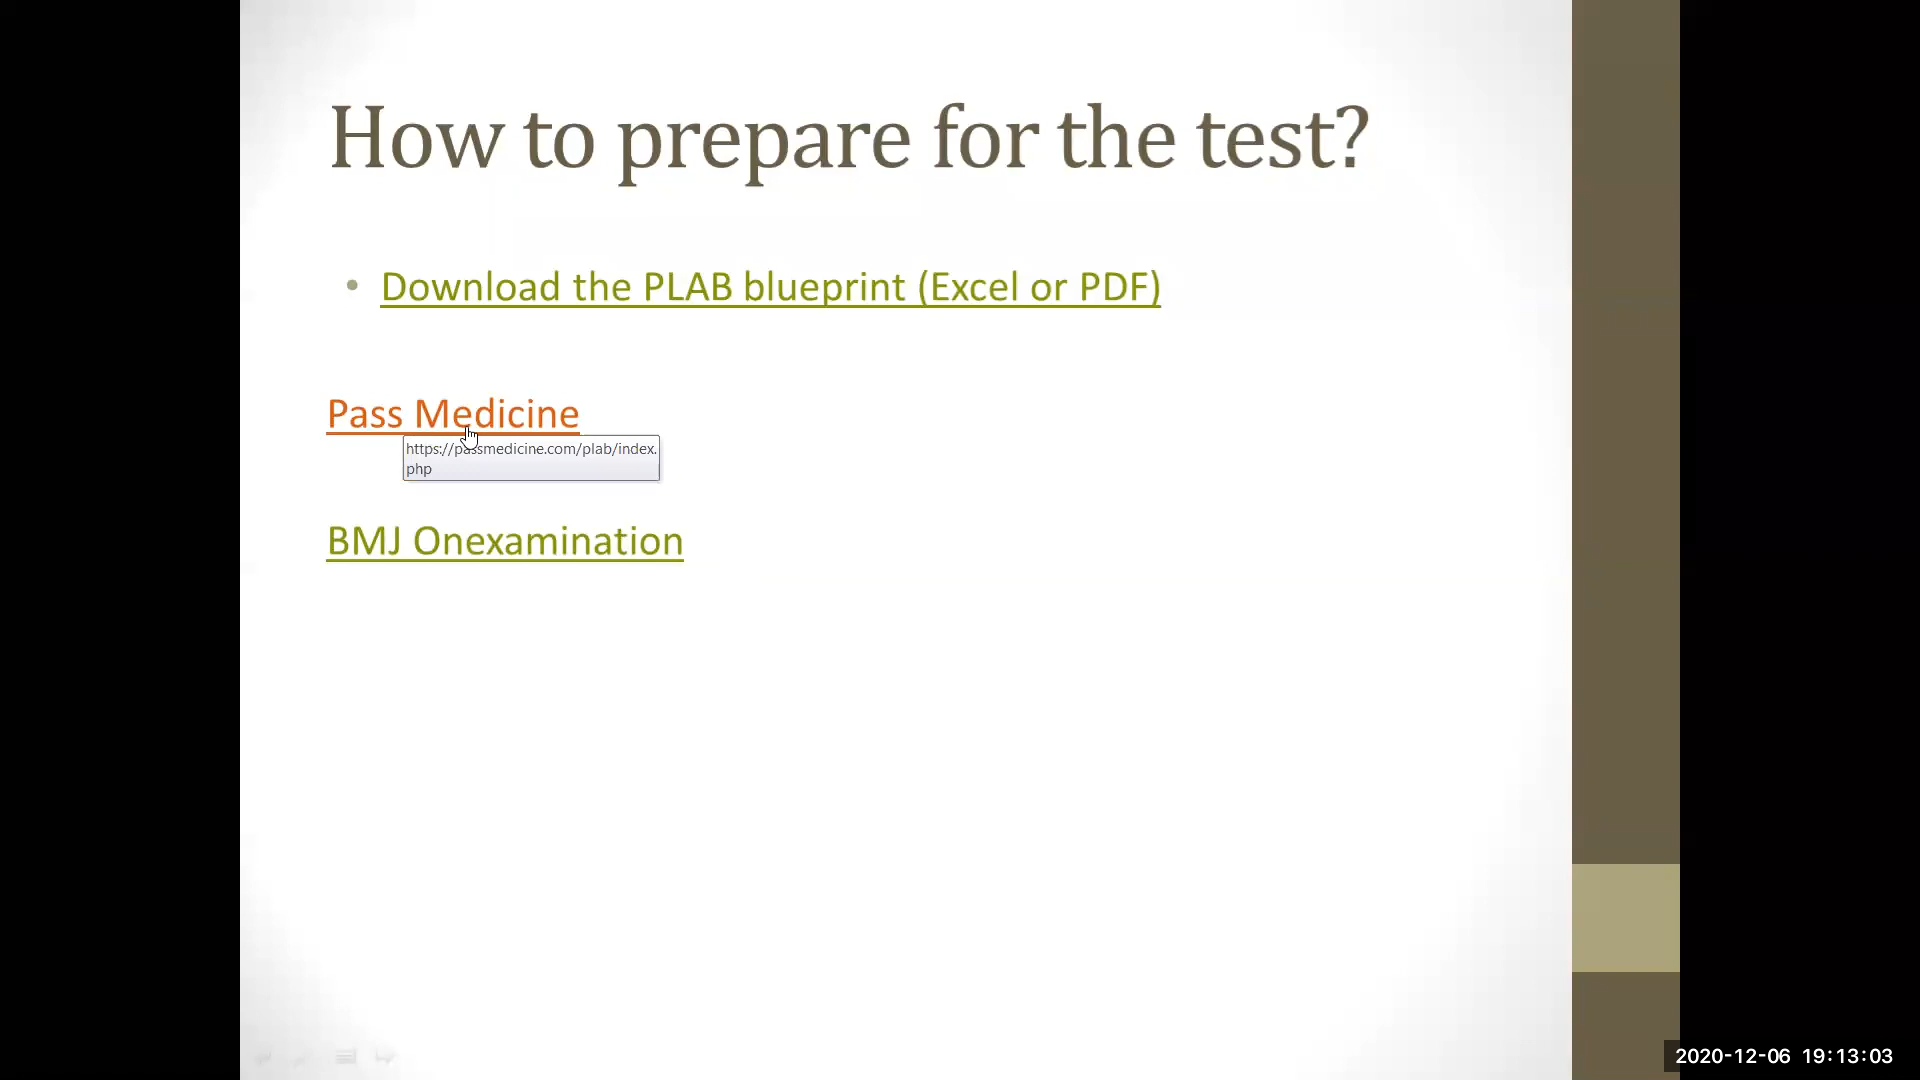 How to prepare for the test?
• Download the PLAB blueprint (Excel or PDF)
Pass Medicine
https://passmedicine.com/plab/index.
php
BMJ Onexamination
2020-12-06 19:13:03